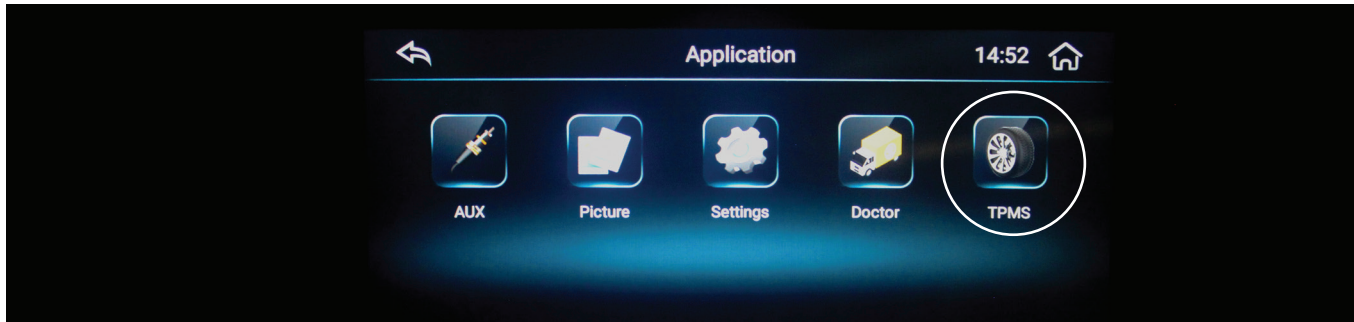 Application
14:52
AUX
Picture
Settings
Doctor
TPMS